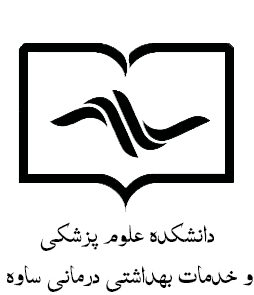 دانشکده علوم پزشکی
و خدمات بهداشتی درمانی ساوه